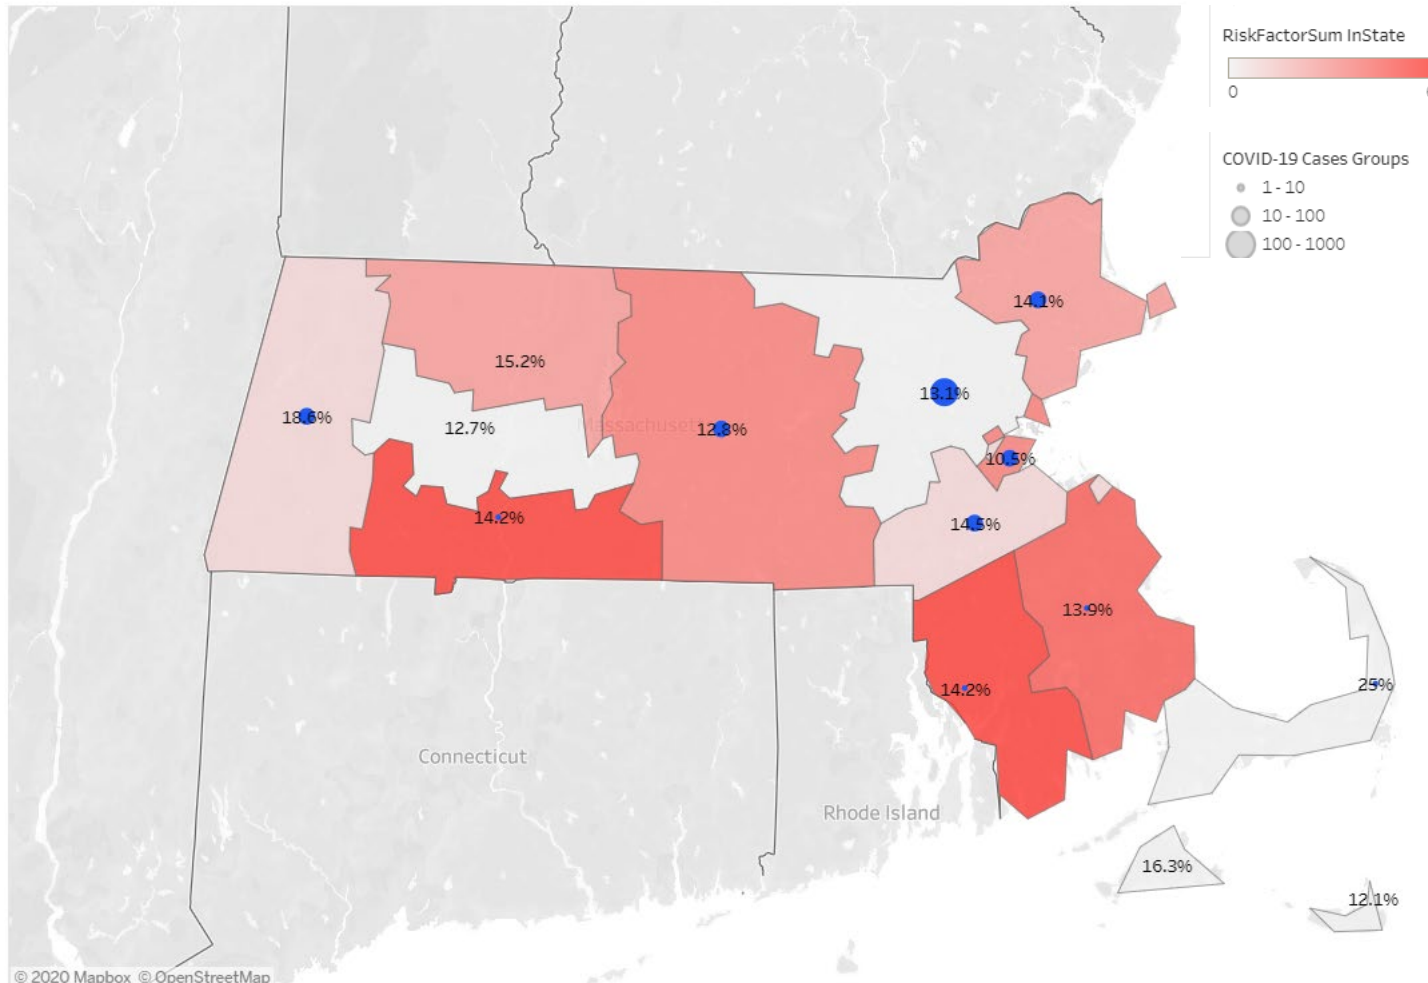 RiskFactorSum InState
0
COVID-19 Cases Groups
1 - 10
10 - 100
100 - 1000
14.1%
15.2%
13.1%
18.6%
12.7%
Massachusetts
12.8%
10.5%
14.2%
14.5%
13.9%
14.2%
25%
Connecticut
Rhode Island
16.3%
12.1%
© 2020 Mapbox © OpenStreetMap